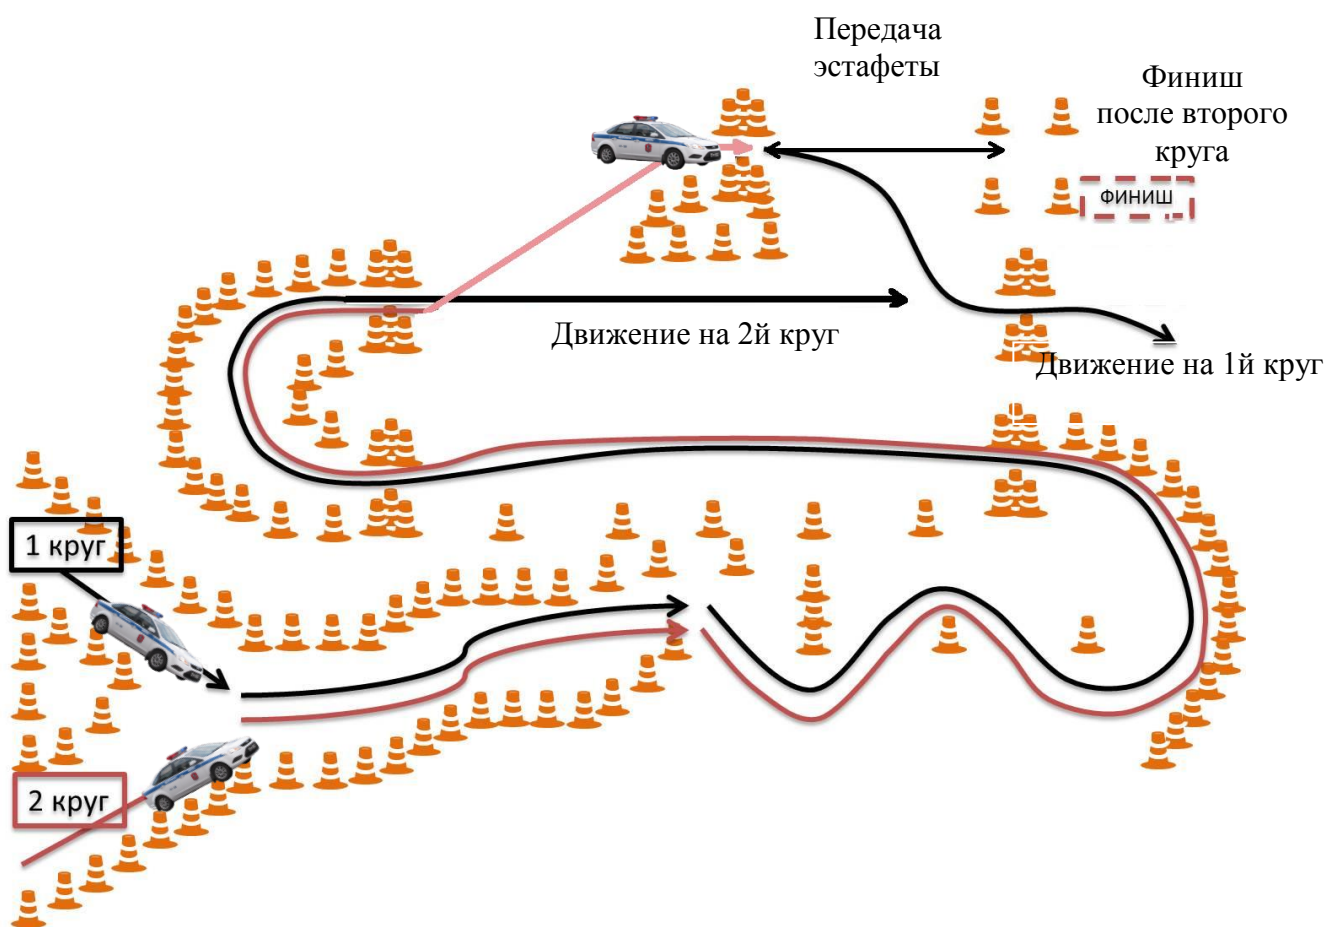 Передача
эстафеты
Финиш
после второго
круга
ФИНИШ
Движение на 2й круг
Движение на 1й круг
1 круг
2 круг